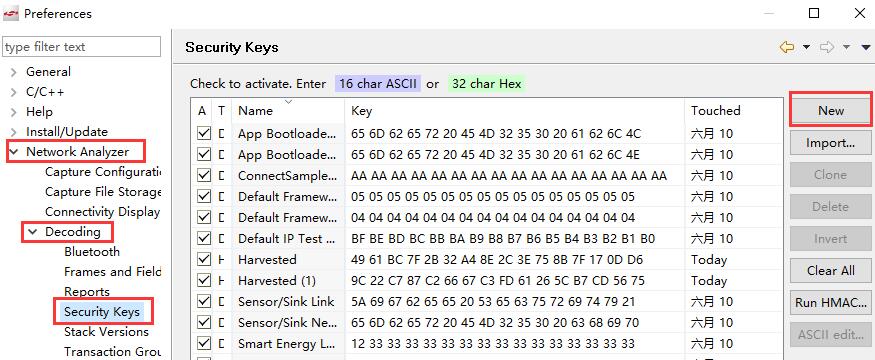 Preferences
type filter text
General
C/C++
Help
Install/Update
Network Analyzer
Capture Configuratio
Capture File Storage
Connectivity Display
Decoding
Bluetooth
Frames and Field
Reports
Security Keys
Stack Versions
Transaction Grou
Security Keys
Check to activate. Enter 16 char ASCII or 32 char Hex
A T Name Key Touched
D App Bootloade... 65 6D 62 65 72 20 45 4D 32 35 30 20 61 62 6C 4C 六月 10
D App Bootloade... 65 6D 62 65 72 20 45 4D 32 35 30 20 61 62 6C 4E 六月 10
D ConnectSample... AA AA AA AA AA AA AA AA AA AA AA AA AA AA AA AA 六月 10
D Default Framew... 05 05 05 05 05 05 05 05 05 05 05 05 05 05 05 05 六月 10
D Default Framew... 04 04 04 04 04 04 04 04 04 04 04 04 04 04 04 04 六月 10
D Default IP Test ... BF BE BD BC BB BA B9 B8 B7 B6 B5 B4 B3 B2 B1 B0 六月 10
H Harvested 49 61 BC 7F 2B 32 A4 8E 2C 3E 75 8B 7F 17 0D D6 Today
H Harvested (1) 9C 22 C7 87 C2 66 67 C3 FD 61 26 5C B7 CD 56 75 Today
D Sensor/Sink Link 5A 69 67 62 65 65 20 53 65 63 75 72 69 74 79 21 六月 10
D Sensor/Sink Ne... 65 6D 62 65 72 20 45 4D 32 35 30 20 63 68 69 70 六月 10
D Smart Energy L... 12 33 33 33 33 33 33 33 33 33 33 33 33 33 33 33 六月 10
New
Import...
Clone
Delete
Invert
Clear All
Run HMAC...
ASCII edit...